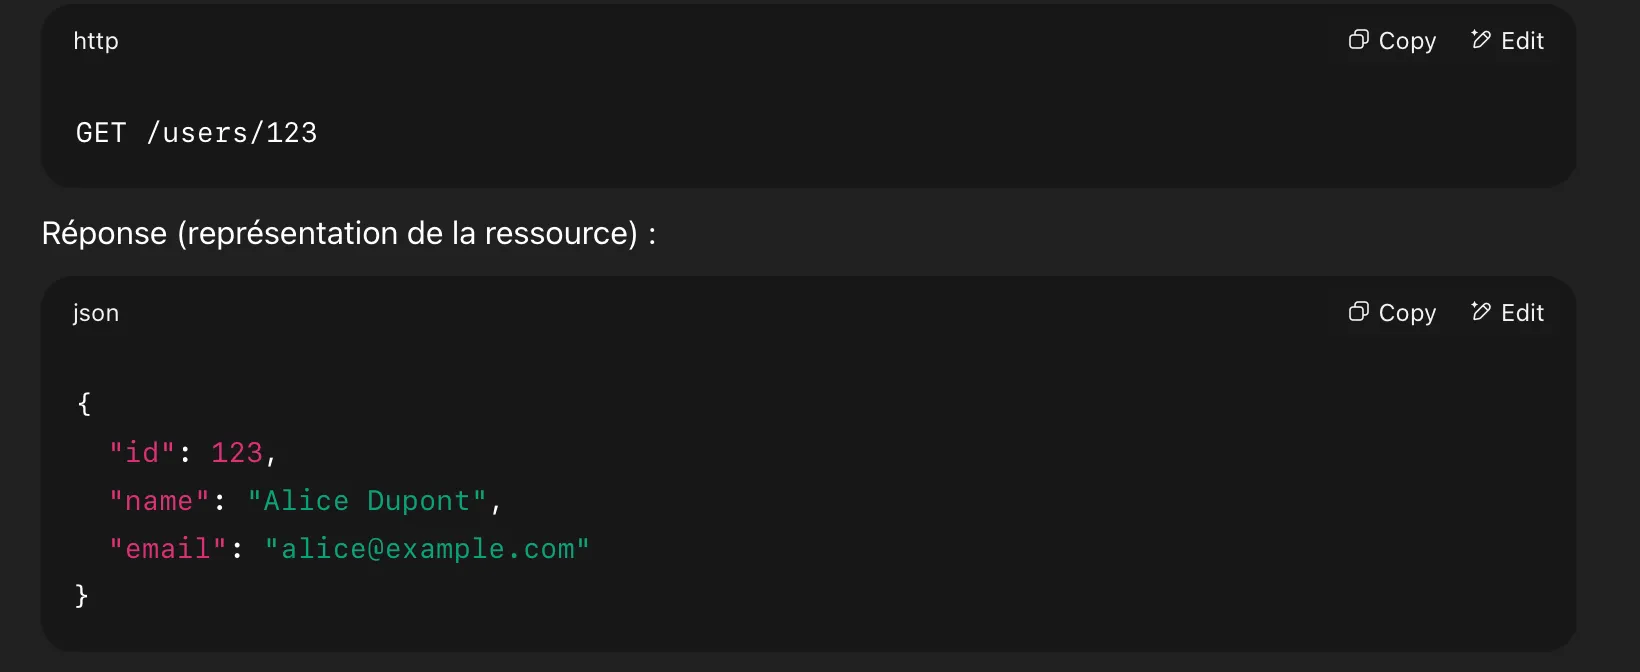 http
Copy
Edit
GET /users/123
Réponse (représentation de la ressource) :
json
Copy
Edit
{
  "id": 123,
  "name": "Alice Dupont",
  "email": "alice@example.com"
}